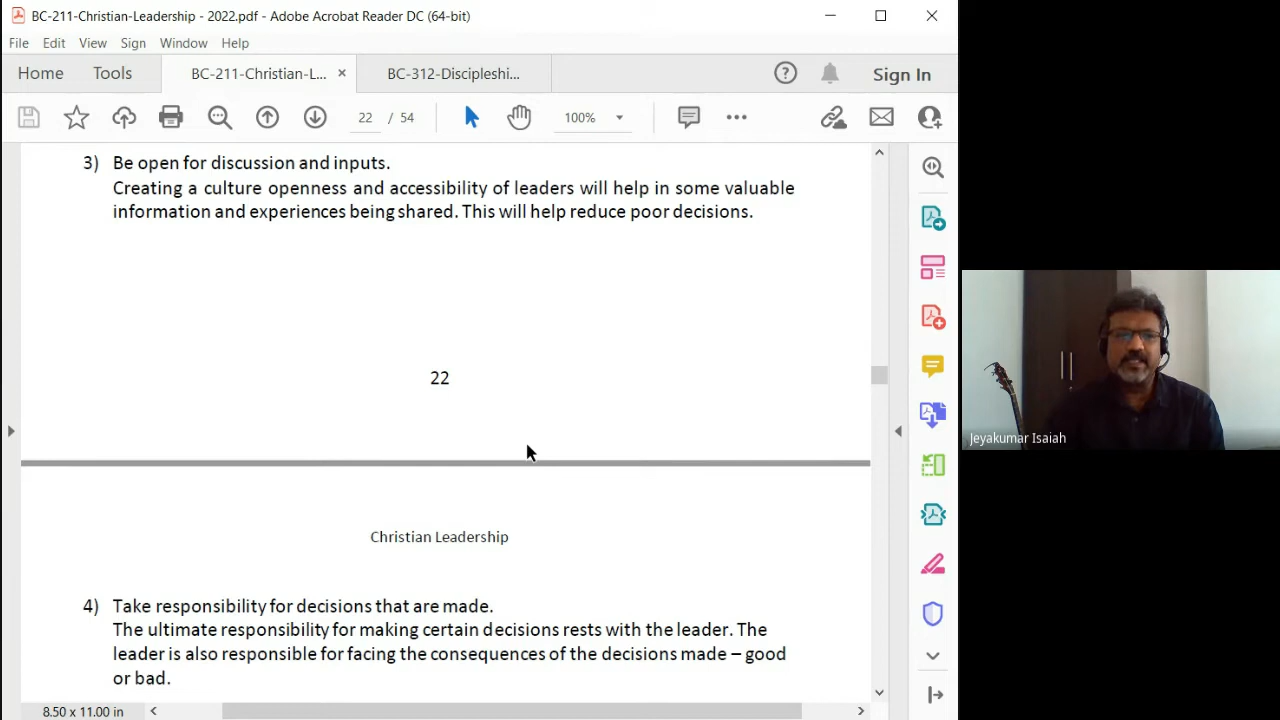 BC-211-Christian-Leadership - 2022.pdf - Adobe Acrobat Reader DC (64-bit)
File Edit View Sign Window Help
Home Tools BC-211-Christian-L... × BC-312-Discipleshi... Sign In
22 / 54 100%
3) Be open for discussion and inputs.
Creating a culture openness and accessibility of leaders will help in some valuable
information and experiences being shared. This will help reduce poor decisions.
22
Jeyakumar Isaiah
Christian Leadership
4) Take responsibility for decisions that are made.
The ultimate responsibility for making certain decisions rests with the leader. The
leader is also responsible for facing the consequences of the decisions made – good
or bad.
8.50 x 11.00 in